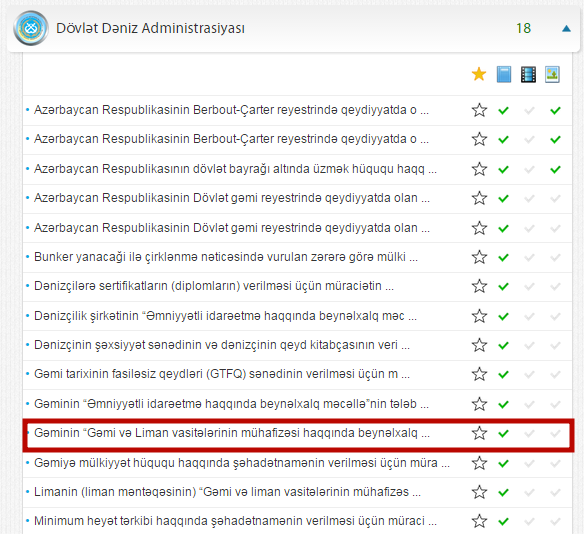 Dövlət Dəniz Administrasiyası 18
Azərbaycan Respublikasinin Berbout-Çarter reyestrində qeydiyyatda o ...
Azərbaycan Respublikasinin Berbout-Çarter reyestrində qeydiyyatda o ...
Azərbaycan Respublikasının dövlət bayrağı altında üzmək hüququ haqq ...
Azərbaycan Respublikasinin Dövlət gəmi reyestrində qeydiyyatda olan ...
Azərbaycan Respublikasinin Dövlət gəmi reyestrində qeydiyyatda olan ...
Bunker yanacaği ilə çirklənmə nəticəsində vurulan zərərə görə mülki ...
Dənizçilərə sertifikatların (diplomların) verilməsi üçün müraciətin ...
Dənizçilik şirkətinin “Əmniyyətli idarəetmə haqqında beynəlxalq məc ...
Dənizçinin şəxsiyyət sənədinin və dənizçinin qeyd kitabçasının veri ...
Gəmi tarixinin fasiləsiz qeydləri (GTFQ) sənədinin verilməsi üçün m ...
Gəminin “Əmniyyətli idarəetmə haqqında beynəlxalq məcəllə”nin tələb ...
Gəminin “Gəmi və Liman vasitələrinin mühafizəsi haqqında beynəlxalq ...
Gəmiyə mülkiyyət hüququ haqqında şəhadətnamənin verilməsi üçün müra ...
Limanin (liman məntəqəsinin) “Gəmi və liman vasitələrinin mühafizəs ...
Minimum heyət tərkibi haqqında şəhadətnamənin verilməsi üçün müraci ...